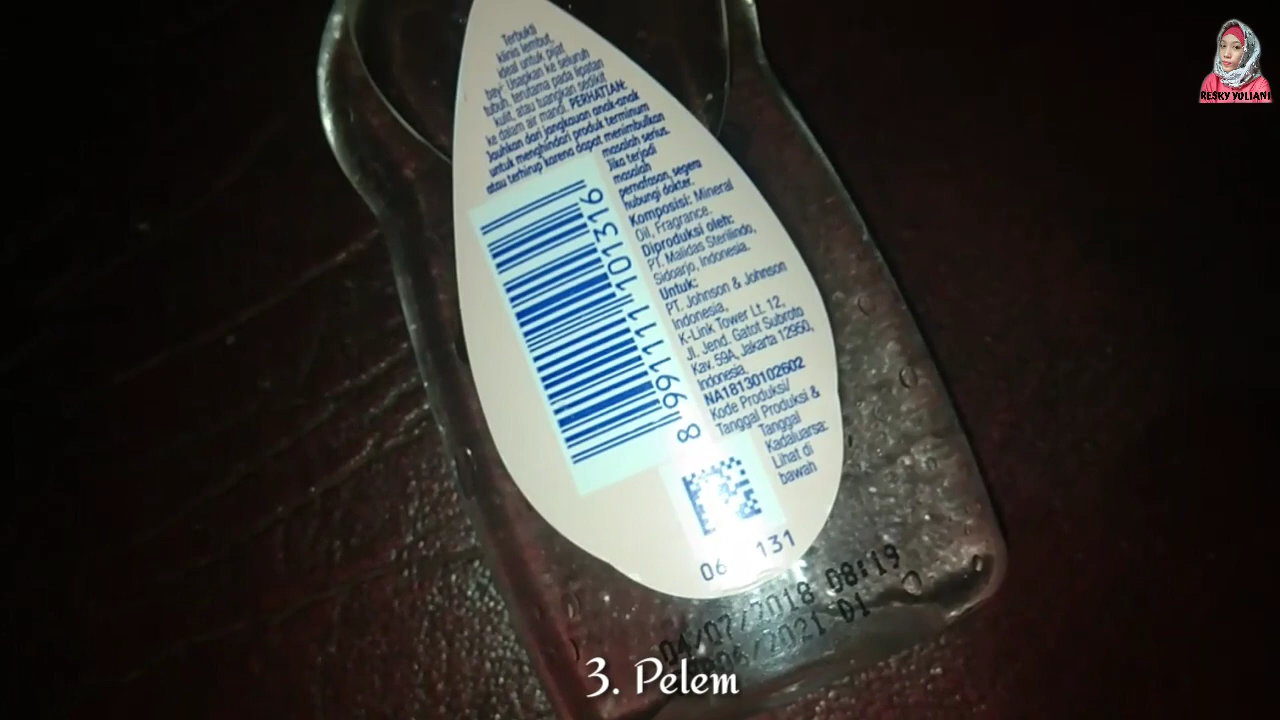 Terbukti
klinis lembut,
ideal untuk pijat
bayi. Usapkan ke seluruh
tubuh, terutama pada lipatan
kulit, atau tuangkan sedikit
ke dalam air mandi. PERHATIAN:
Jauhkan dari jangkauan anak-anak
untuk menghindari produk terminum
atau terhirup karena dapat menimbulkan
masalah serius.
Jika terjadi
masalah
pernafasan, segera
hubungi dokter.
Komposisi: Mineral
Oil, Fragrance.
Diproduksi oleh:
PT. Malidas Sterilindo,
Sidoarjo, Indonesia.
Untuk:
PT. Johnson & Johnson
Indonesia,
K-Link Tower Lt. 12,
Jl. Jend. Gatot Subroto
Kav. 59A, Jakarta 12950,
Indonesia.
NA18130102602
Kode Produksi/
Tanggal Produksi &
Tanggal
Kadaluarsa:
Lihat di
bawah
8 991111 101316
06 131
04/07/2018 08:19
/2021 D1
3. Pelem
RESKY YULIANI